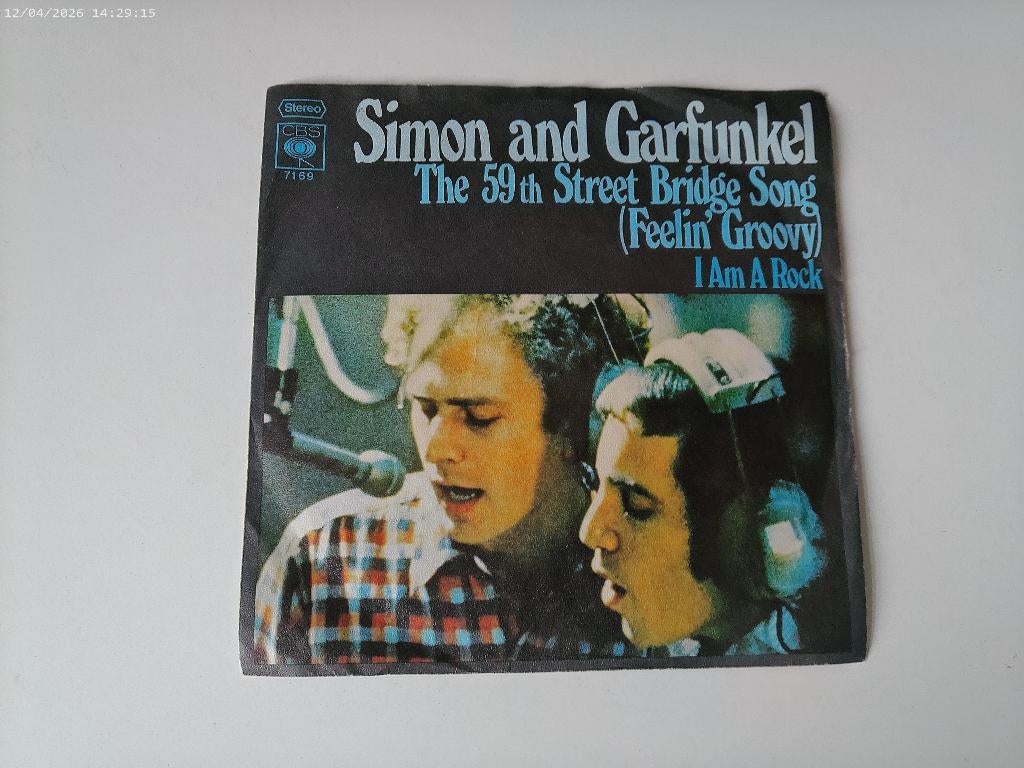 12/04/2026 14:29:15
Stereo
CBS
7169
Simon and Garfunkel
The 59th Street Bridge Song
(Feelin' Groovy)
I Am A Rock